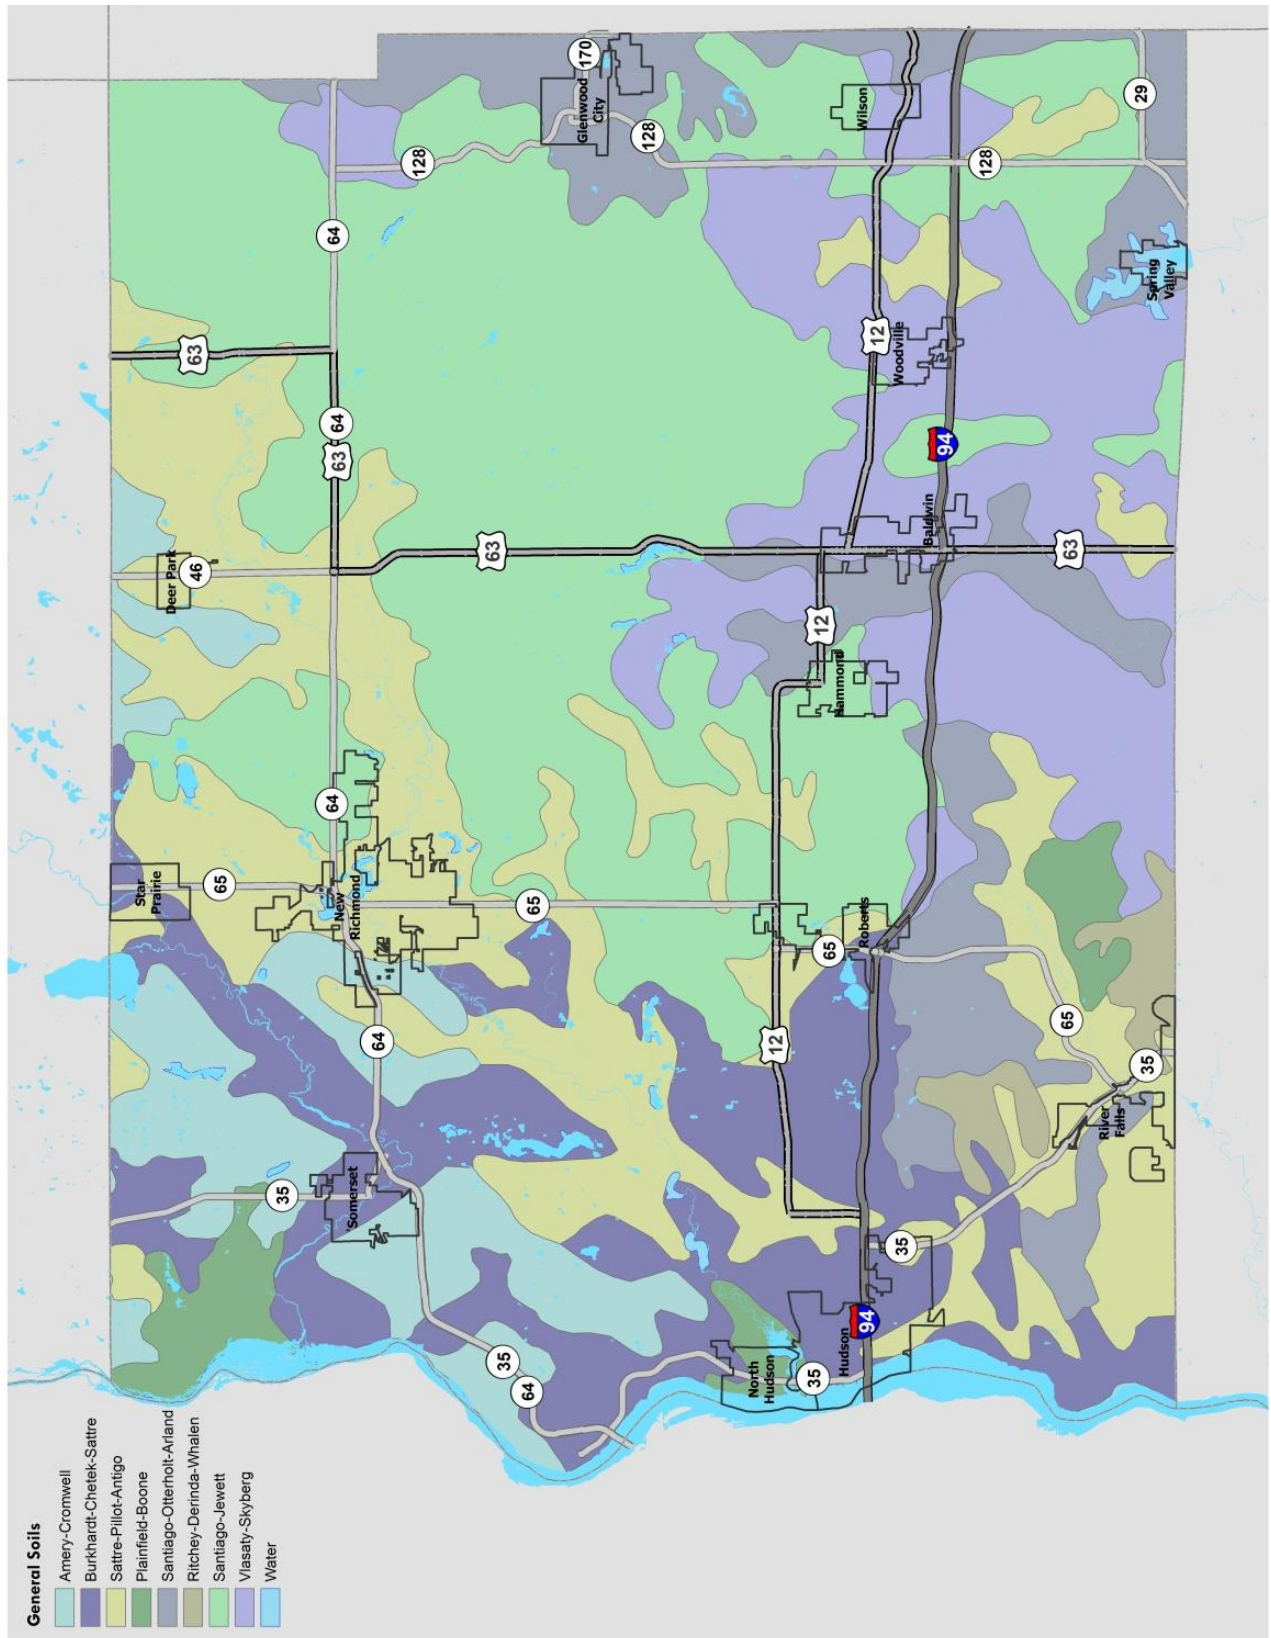 General Soils
Amery-Cromwell
Burkhardt-Chetek-Sattre
Sattre-Pillot-Antigo
Plainfield-Boone
Santiago-Otterholt-Arland
Ritchey-Derinda-Whalen
Santiago-Jewett
Vlasaty-Skyberg
Water
35
Somerset
64
35
64
North
Hudson
35
Hudson
94
35
12
River
Falls
35
65
Star
Prairie
65
New
Richmond
64
65
65
Roberts
Deer Park
46
63
12
Hammond
63
64
63
64
63
Baldwin
94
12
Woodville
64
128
170
Glenwood
City
128
Wilson
128
29
Spring
Valley